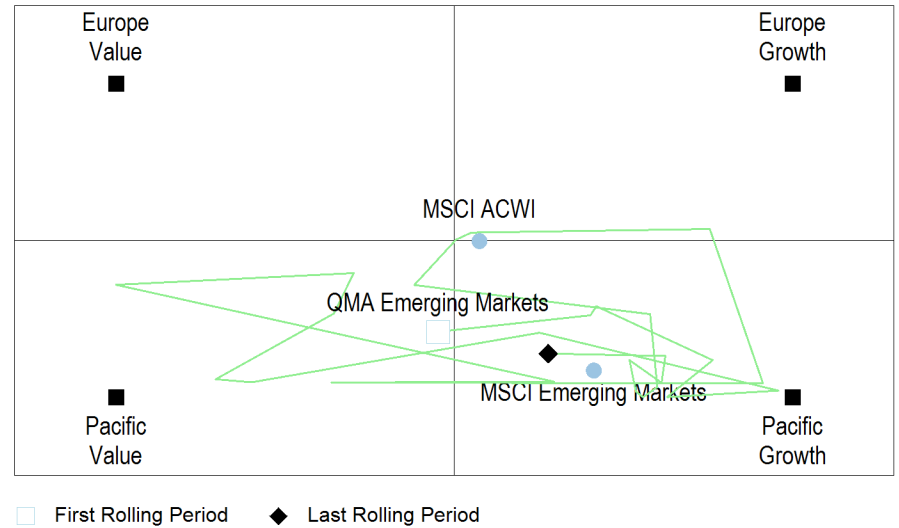 Europe
Value
Europe
Growth
MSCI ACWI
QMA Emerging Markets
MSCI Emerging Markets
Pacific
Value
Pacific
Growth
First Rolling Period
Last Rolling Period